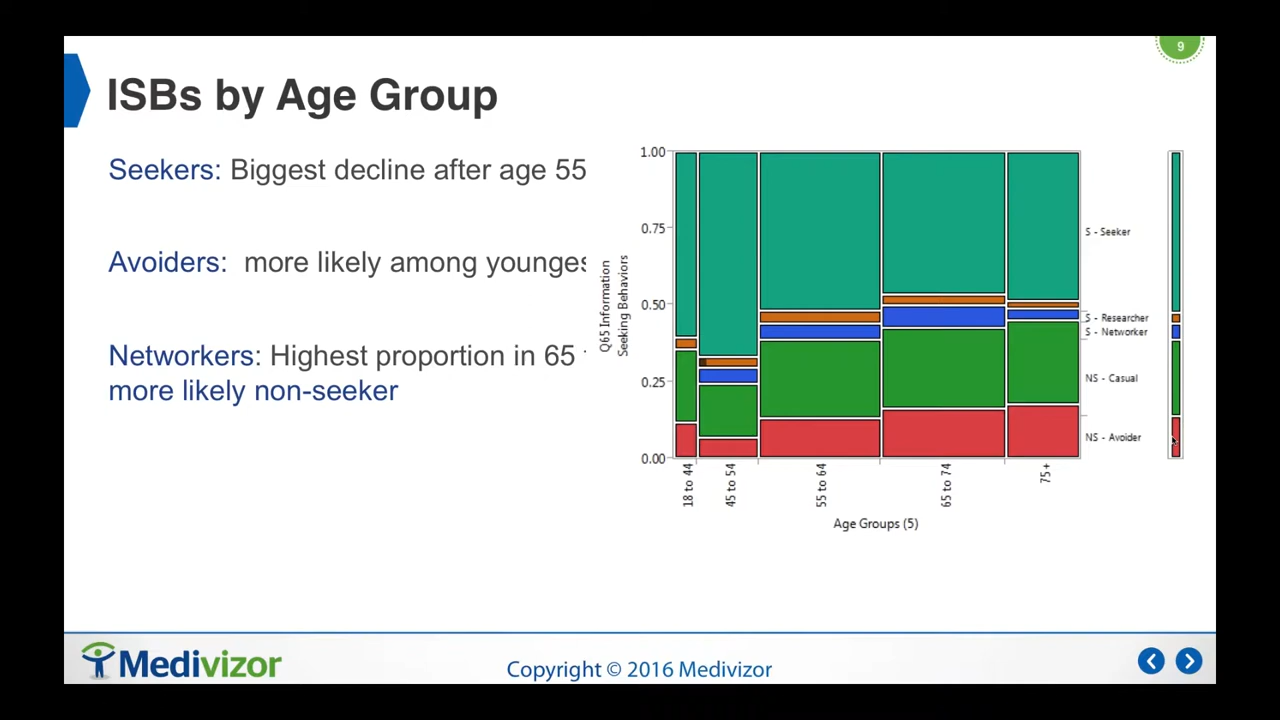 9
ISBs by Age Group
Seekers: Biggest decline after age 55
Avoiders: more likely among
Networkers: Highest proportion in 65
more likely non-seeker
1.00
0.75
0.50
0.25
0.00
Q65 Information
Seeking Behaviors
S - Seeker
S - Researcher
S - Networker
NS - Casual
NS - Avoider
18 to 44
45 to 54
55 to 64
65 to 74
75+
Age Groups (5)
Medivizor
Copyright © 2016 Medivizor